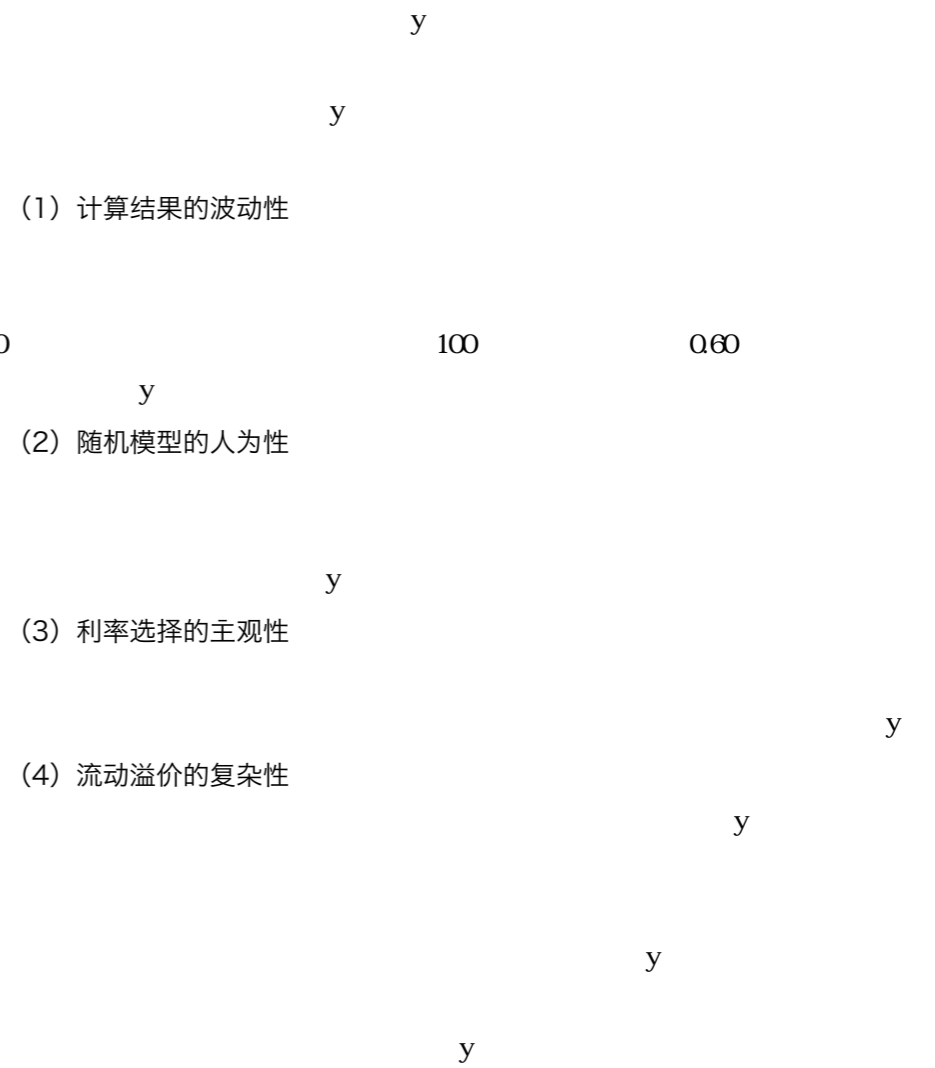 y
y
（1）计算结果的波动性
0 100 0.60
y
（2）随机模型的人为性
y
（3）利率选择的主观性
y
（4）流动溢价的复杂性
y
y
y